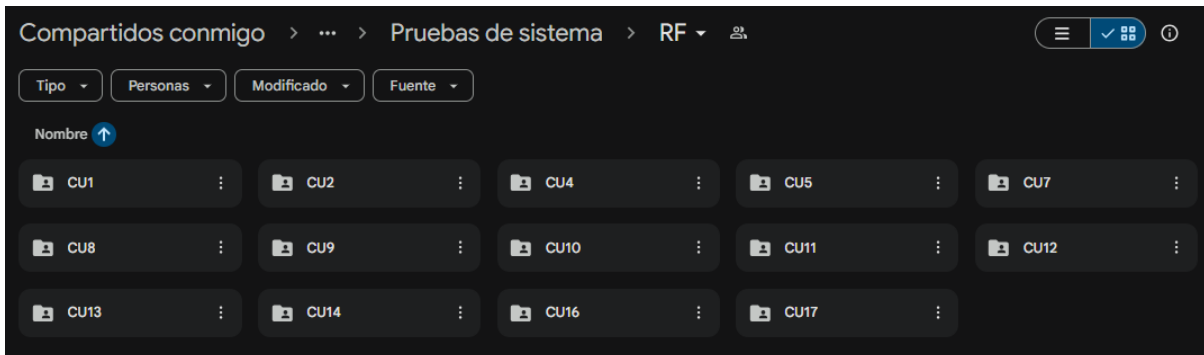 Compartidos conmigo > ... > Pruebas de sistema > RF
Tipo Personas Modificado Fuente
Nombre
CU1 CU2 CU4 CU5 CU7
CU8 CU9 CU10 CU11 CU12
CU13 CU14 CU16 CU17